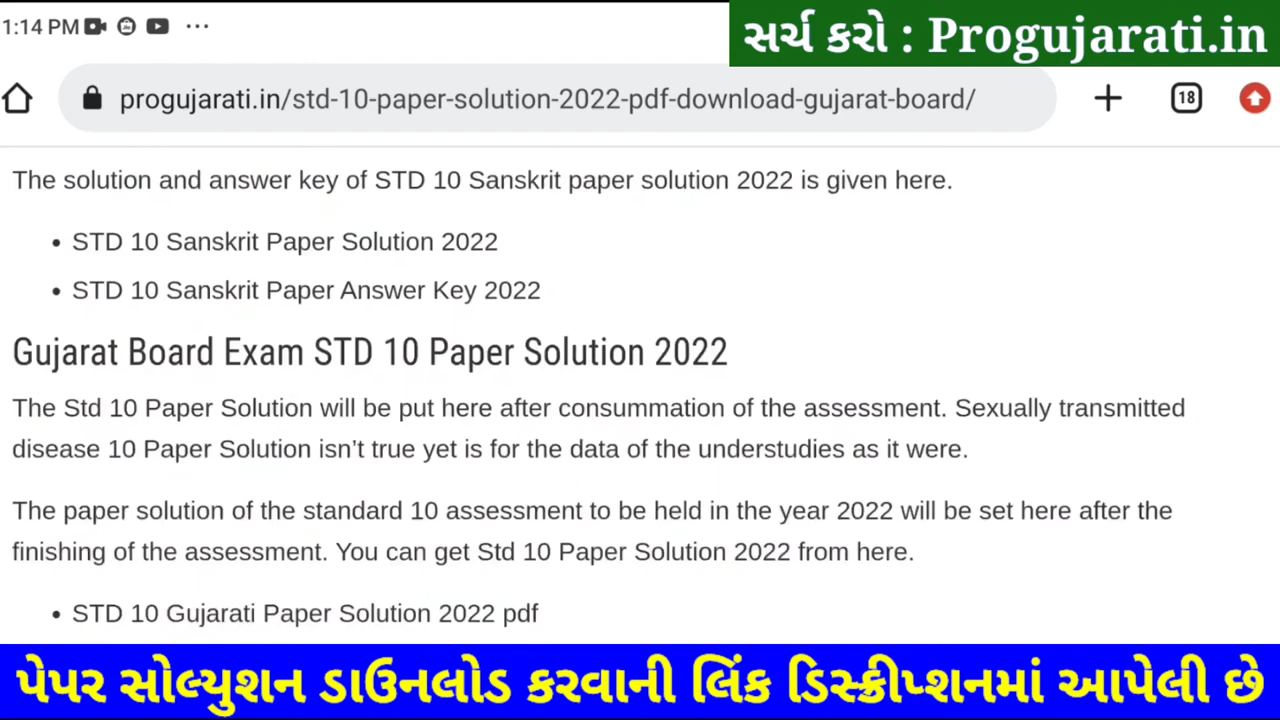 1:14 PM
સર્ચ કરો : Progujarati.in
progujarati.in/std-10-paper-solution-2022-pdf-download-gujarat-board/
18
The solution and answer key of STD 10 Sanskrit paper solution 2022 is given here.
• STD 10 Sanskrit Paper Solution 2022
• STD 10 Sanskrit Paper Answer Key 2022
Gujarat Board Exam STD 10 Paper Solution 2022
The Std 10 Paper Solution will be put here after consummation of the assessment. Sexually transmitted
disease 10 Paper Solution isn’t true yet is for the data of the understudies as it were.
The paper solution of the standard 10 assessment to be held in the year 2022 will be set here after the
finishing of the assessment. You can get Std 10 Paper Solution 2022 from here.
• STD 10 Gujarati Paper Solution 2022 pdf
પેપર સોલ્યુશન ડાઉનલોડ કરવાની લિંક ડિસ્ક્રીપ્શનમાં આપેલી છે